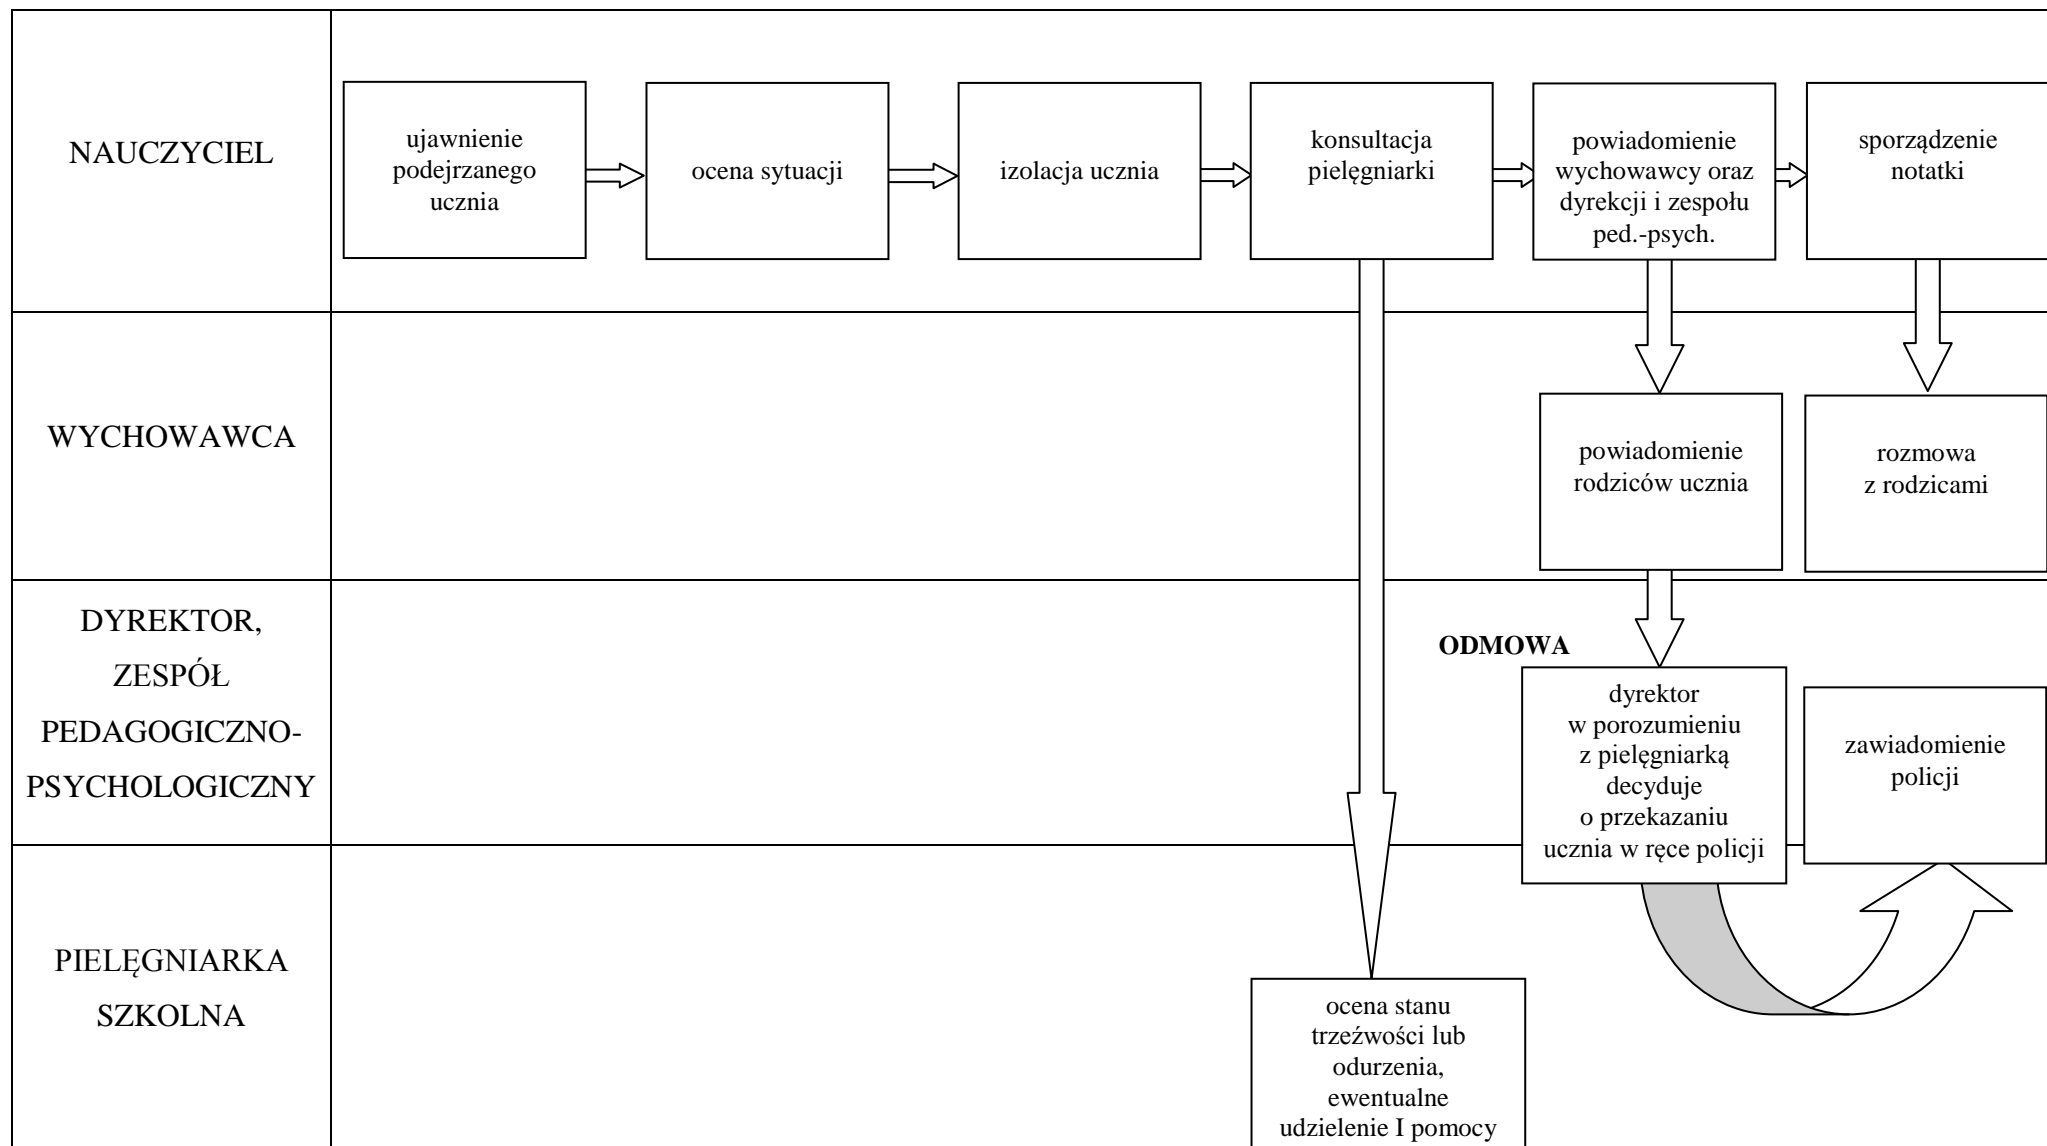 NAUCZYCIEL
ujawnienie
podejrzanego
ucznia
ocena sytuacji
izolacja ucznia
konsultacja
pielęgniarki
powiadomienie
wychowawcy oraz
dyrekcji i zespołu
ped.-psych.
sporządzenie
notatki
WYCHOWAWCA
powiadomienie
rodziców ucznia
rozmowa
z rodzicami
DYREKTOR,
ZESPÓŁ
PEDAGOGICZNO-
PSYCHOLOGICZNY
ODMOWA
dyrektor
w porozumieniu
z pielęgniarką
decyduje
o przekazaniu
ucznia w ręce policji
zawiadomienie
policji
PIELĘGNIARKA
SZKOLNA
ocena stanu
trzeźwości lub
odurzenia,
ewentualne
udzielenie I pomocy